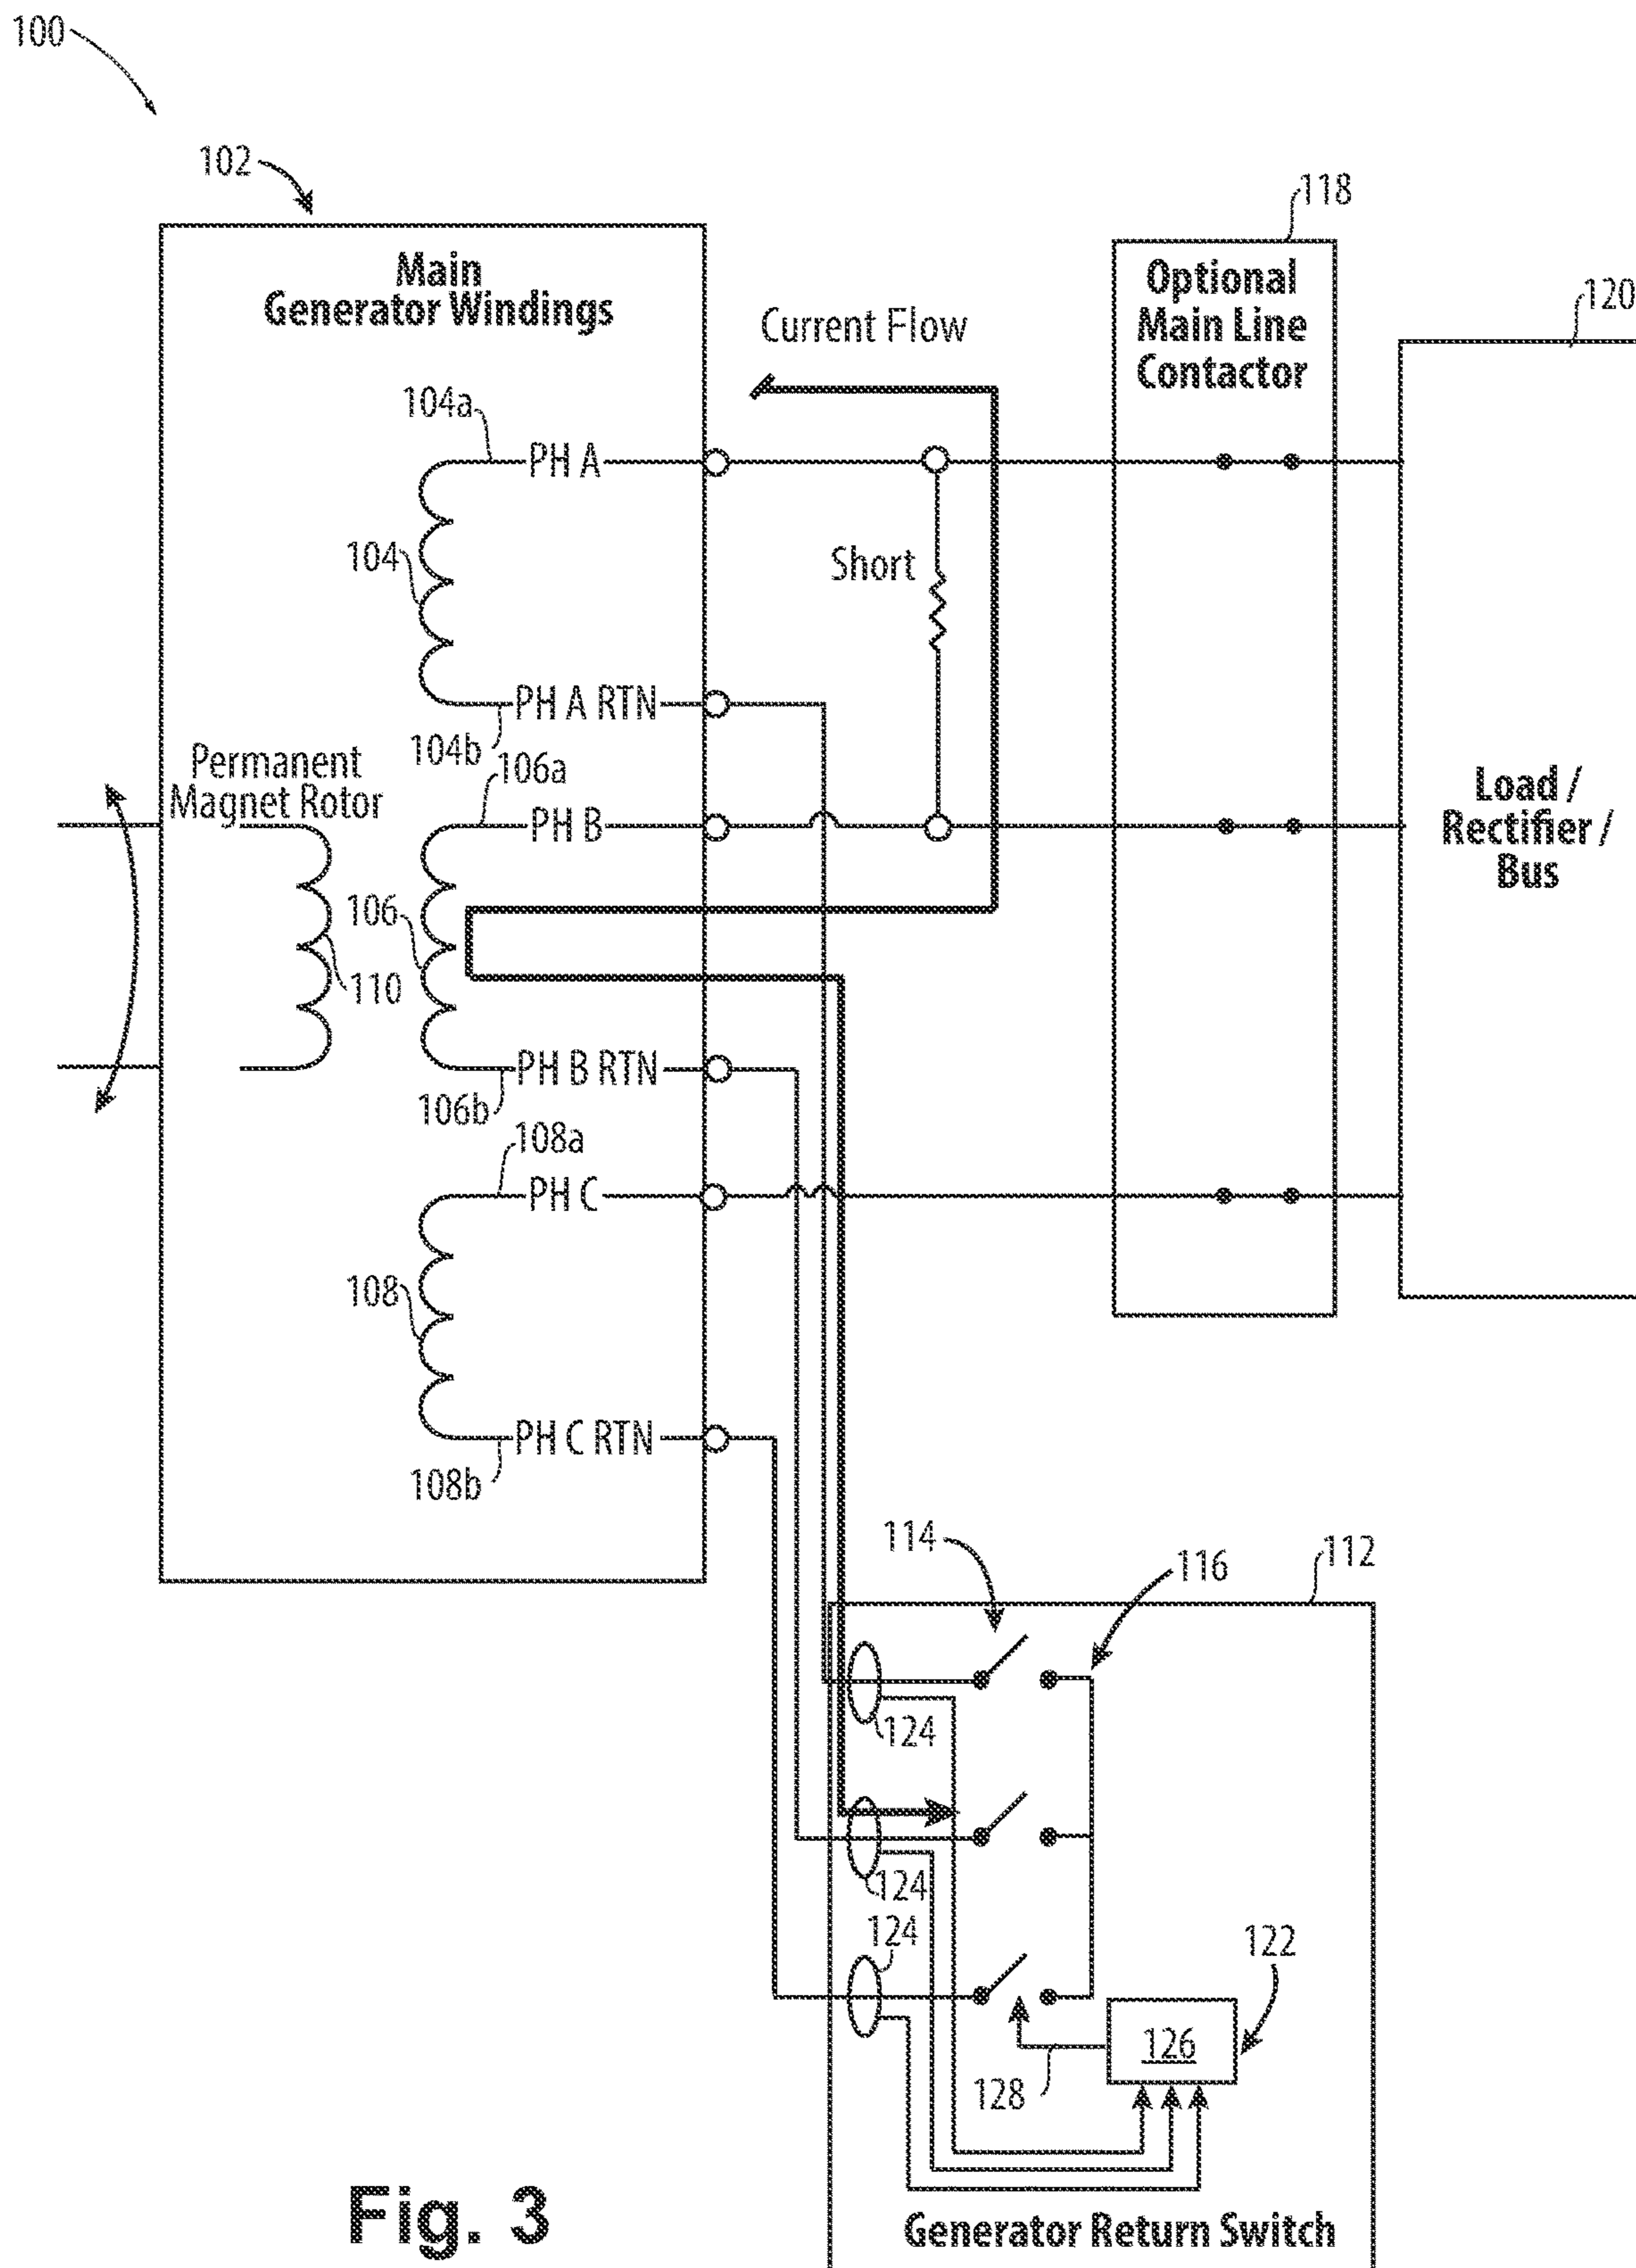 100
102
118
120
Main
Generator Windings
Current Flow
Optional
Main Line
Contactor
104a
PH A
104
Short
PH A RTN
104b
106a
Permanent
Magnet Rotor
PH B
Load /
Rectifier /
Bus
106
110
PH B RTN
106b
108a
PH C
108
PH C RTN
108b
114
116
112
124
124
124
122
126
128
Generator Return Switch
Fig. 3